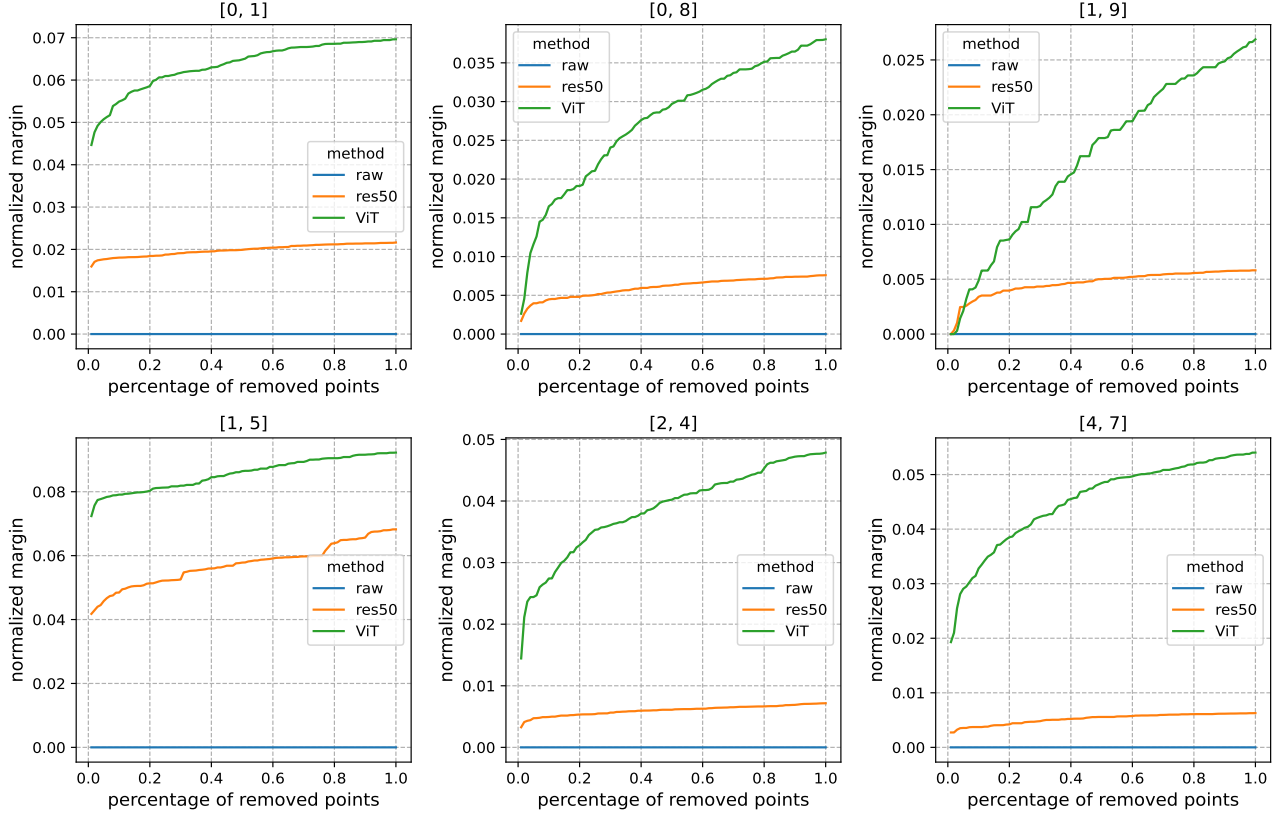 [0, 1]
normalized margin
0.07
0.06
0.05
0.04
0.03
0.02
0.01
0.00
method
raw
res50
ViT
0.0 0.2 0.4 0.6 0.8 1.0
percentage of removed points
[0, 8]
normalized margin
0.035
0.030
0.025
0.020
0.015
0.010
0.005
0.000
method
raw
res50
ViT
0.0 0.2 0.4 0.6 0.8 1.0
percentage of removed points
[1, 9]
normalized margin
0.025
0.020
0.015
0.010
0.005
0.000
method
raw
res50
ViT
0.0 0.2 0.4 0.6 0.8 1.0
percentage of removed points
[1, 5]
normalized margin
0.08
0.06
0.04
0.02
0.00
method
raw
res50
ViT
0.0 0.2 0.4 0.6 0.8 1.0
percentage of removed points
[2, 4]
normalized margin
0.05
0.04
0.03
0.02
0.01
0.00
method
raw
res50
ViT
0.0 0.2 0.4 0.6 0.8 1.0
percentage of removed points
[4, 7]
normalized margin
0.05
0.04
0.03
0.02
0.01
0.00
method
raw
res50
ViT
0.0 0.2 0.4 0.6 0.8 1.0
percentage of removed points